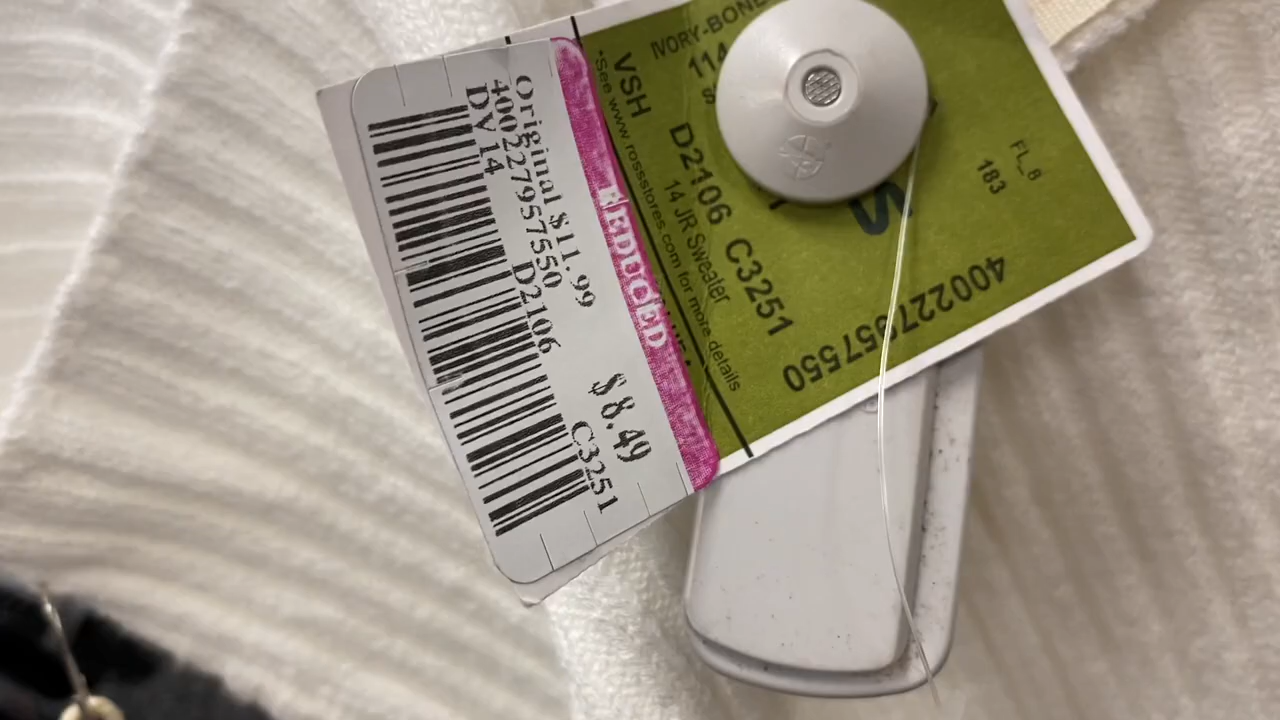 REDUCED
Original $11.99
$8.49
400227957550
D2106
C3251
DV 14
IVORY-BONE
114
VSH
D2106 C3251
14 JR Sweater
*See www.rossstores.com for more details
S
FL_8
183
400227957550